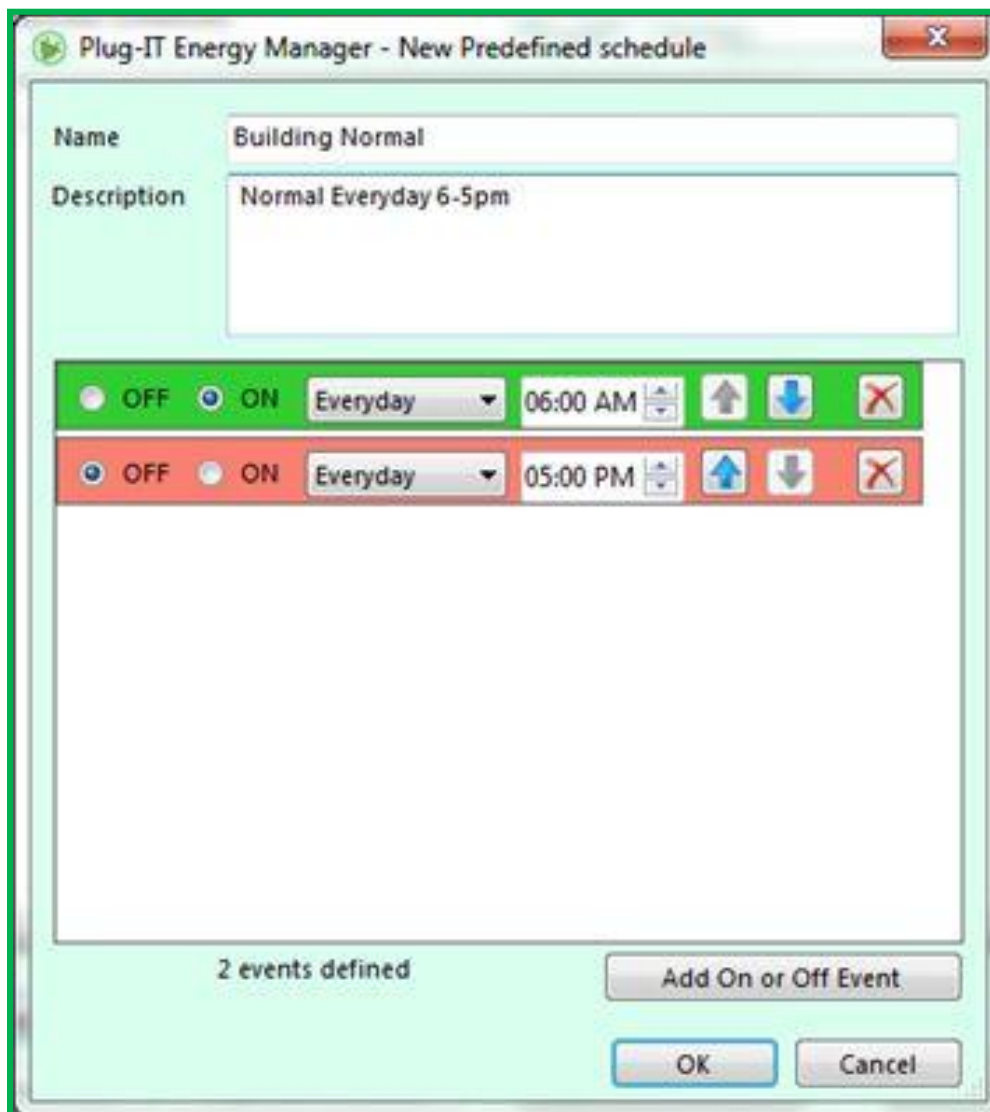 Plug-IT Energy Manager - New Predefined schedule
Name Building Normal
Description Normal Everyday 6-5pm
OFF ON Everyday 06:00 AM
OFF ON Everyday 05:00 PM
2 events defined Add On or Off Event
OK Cancel